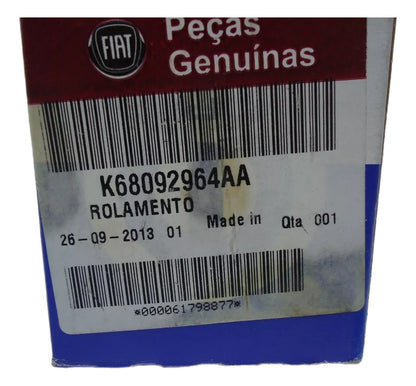 FIAT
Peças
Genuínas
K68092964AA
ROLAMENTO
26-09-2013 01 Made in Qta 001
*000061798877*